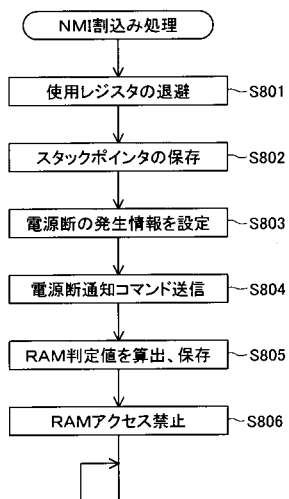 NMI割込み処理
使用レジスタの退避 S801
スタックポインタの保存 S802
電源断の発生情報を設定 S803
電源断通知コマンド送信 S804
RAM判定値を算出、保存 S805
RAMアクセス禁止 S806